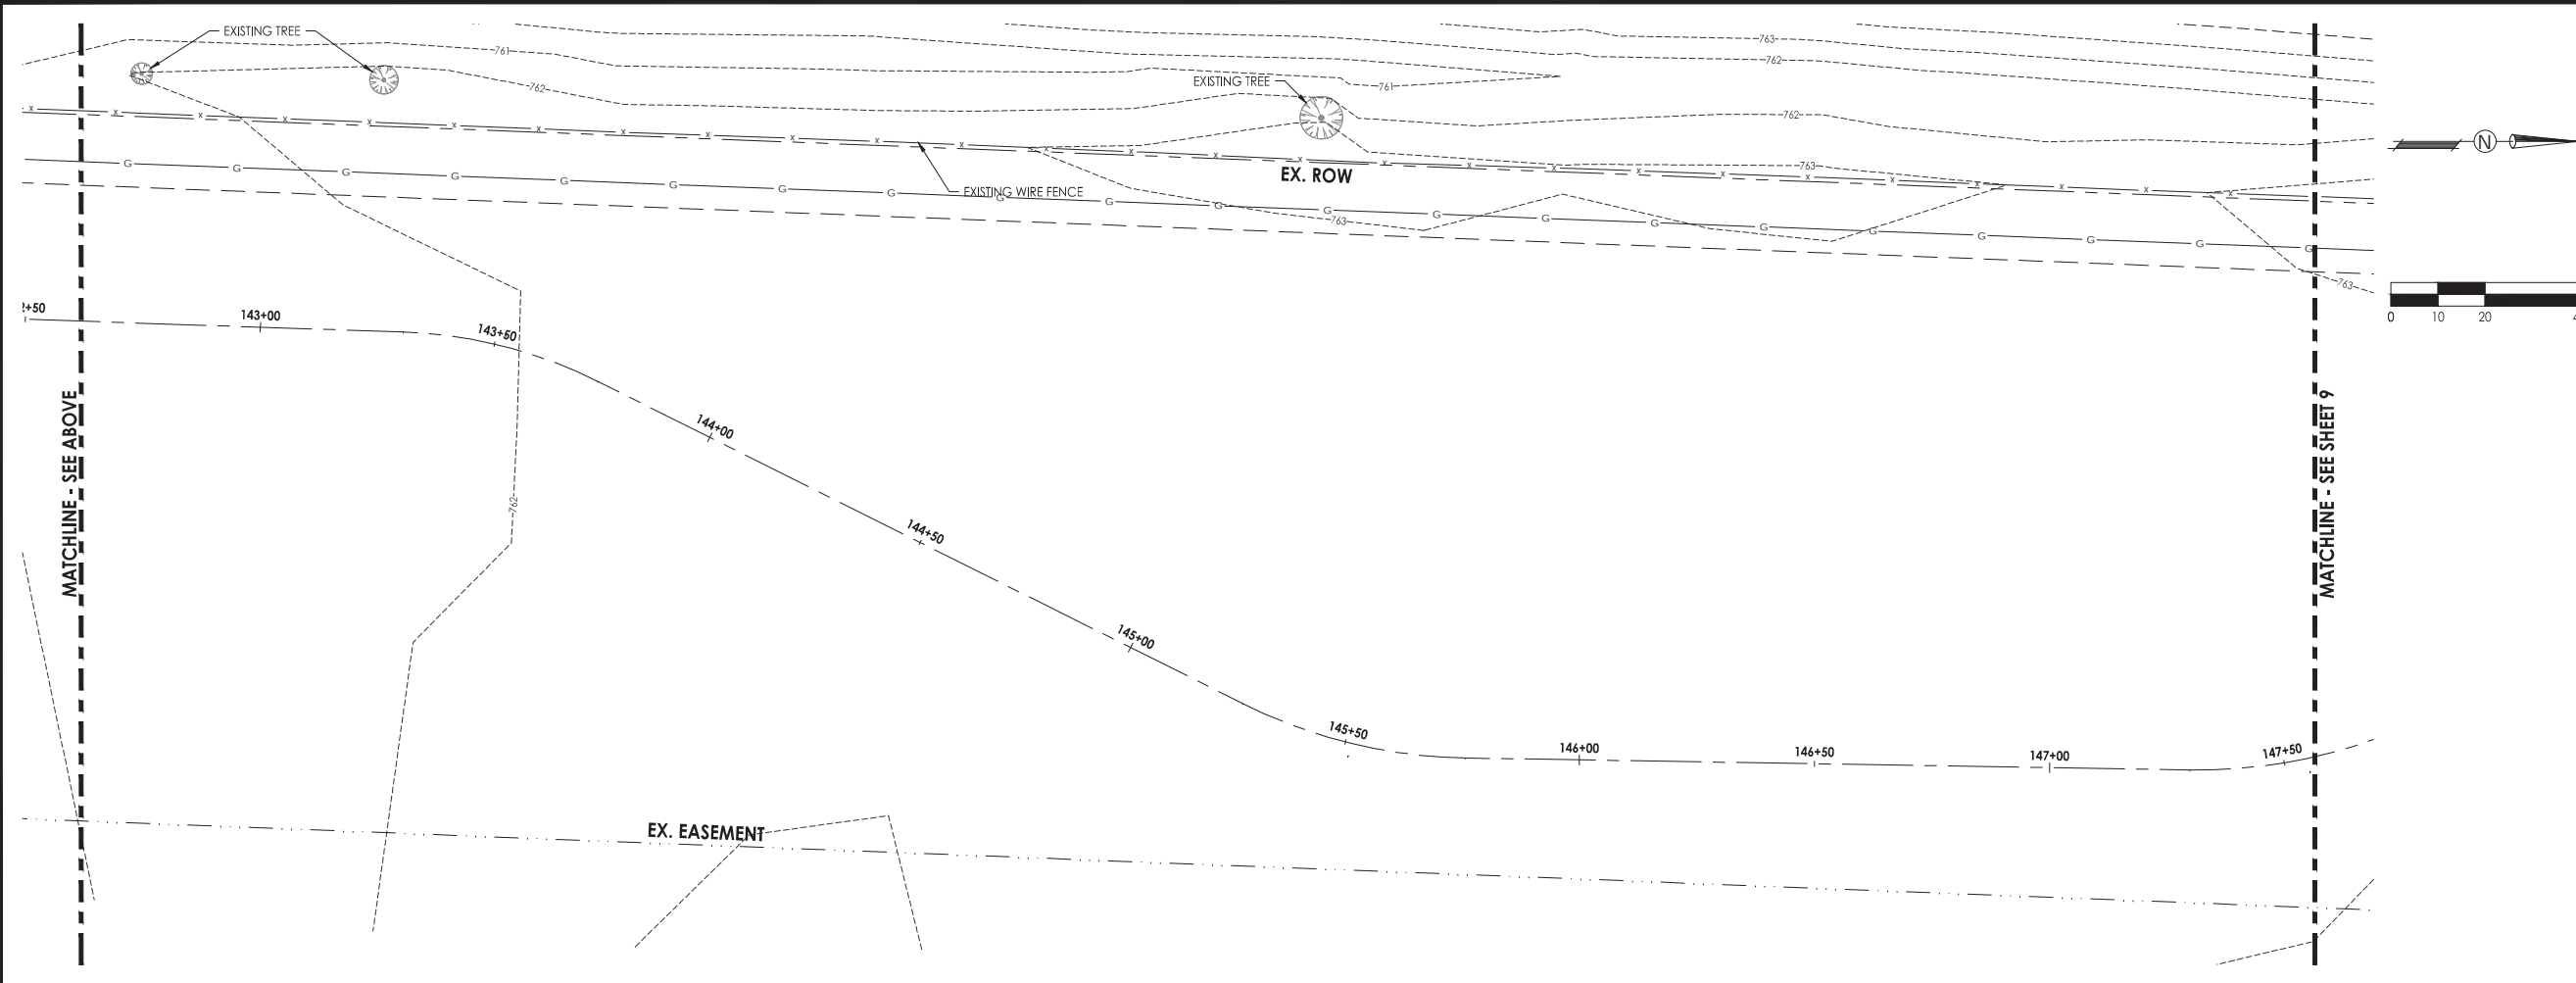 EXISTING TREE
761
763
762
EXISTING TREE
761
762
762
N
763
EXISTING WIRE FENCE
EX. ROW
763
763
+50
143+00
143+50
0 10 20
144+00
MATCHLINE - SEE ABOVE
MATCHLINE - SEE SHEET 9
762
144+50
145+00
145+50
146+00
146+50
147+00
147+50
EX. EASEMENT